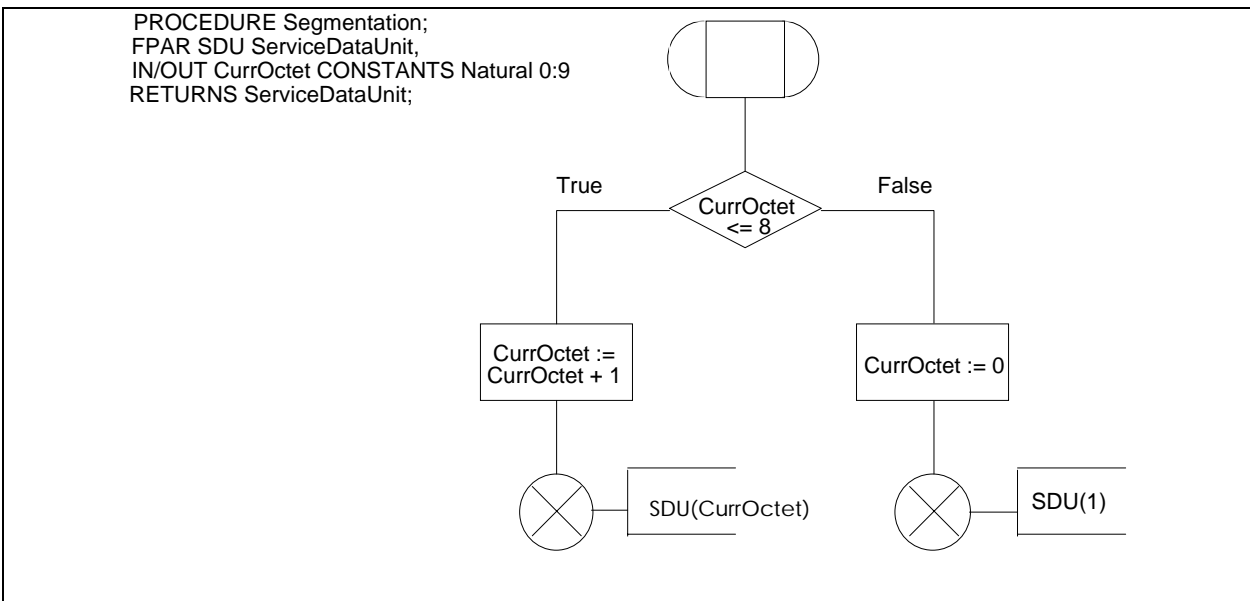 PROCEDURE Segmentation;
FPAR SDU ServiceDataUnit,
IN/OUT CurrOctet CONSTANTS Natural 0:9
RETURNS ServiceDataUnit;
True
False
CurrOctet
<= 8
CurrOctet :=
CurrOctet + 1
CurrOctet := 0
SDU(CurrOctet)
SDU(1)